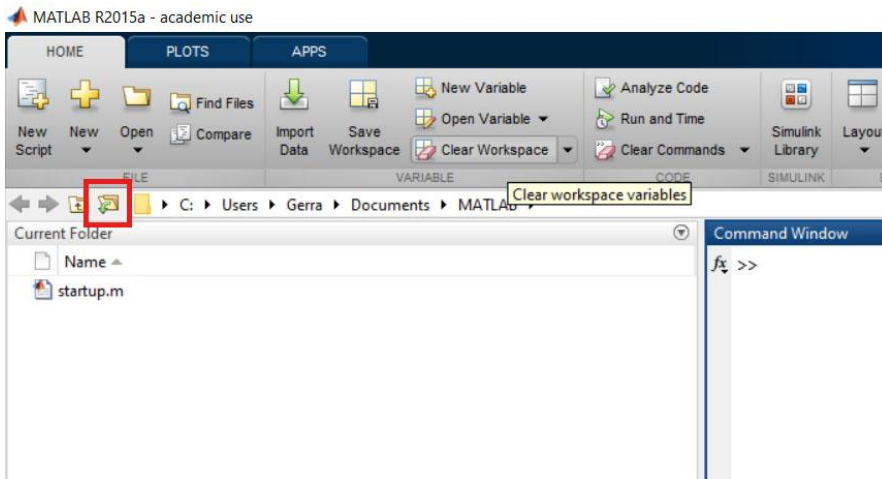 MATLAB R2015a - academic use
HOME PLOTS APPS
New Script
New
Open
Find Files
Compare
Import Data
Save Workspace
New Variable
Open Variable
Clear Workspace
Analyze Code
Run and Time
Clear Commands
Simulink Library
Layou
FILE VARIABLE CODE SIMULINK
C: Users Gerra Documents MATLAB
Clear workspace variables
Current Folder
Name
startup.m
Command Window
fx >>